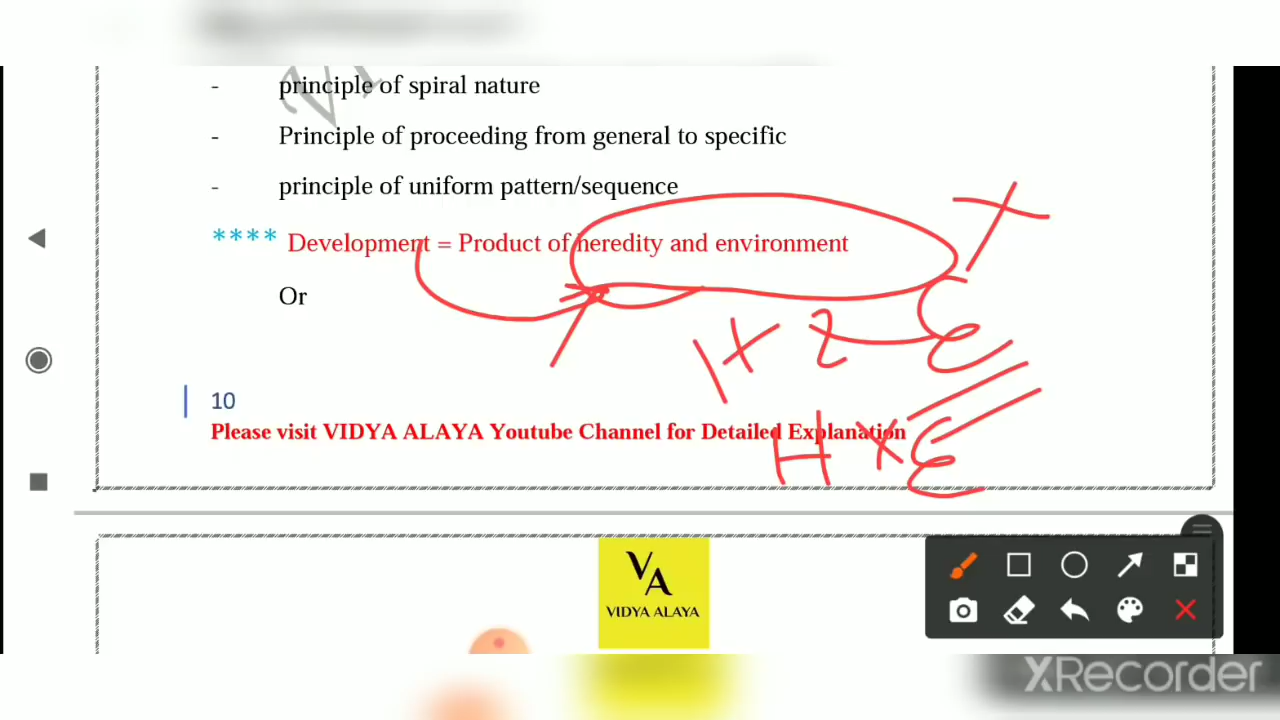 - principle of spiral nature
- Principle of proceeding from general to specific
- principle of uniform pattern/sequence
**** Development = Product of heredity and environment
Or
1+2
E
10
Please visit VIDYA ALAYA Youtube Channel for Detailed Explanation
H × E
VA
VIDYA ALAYA
XRecorder